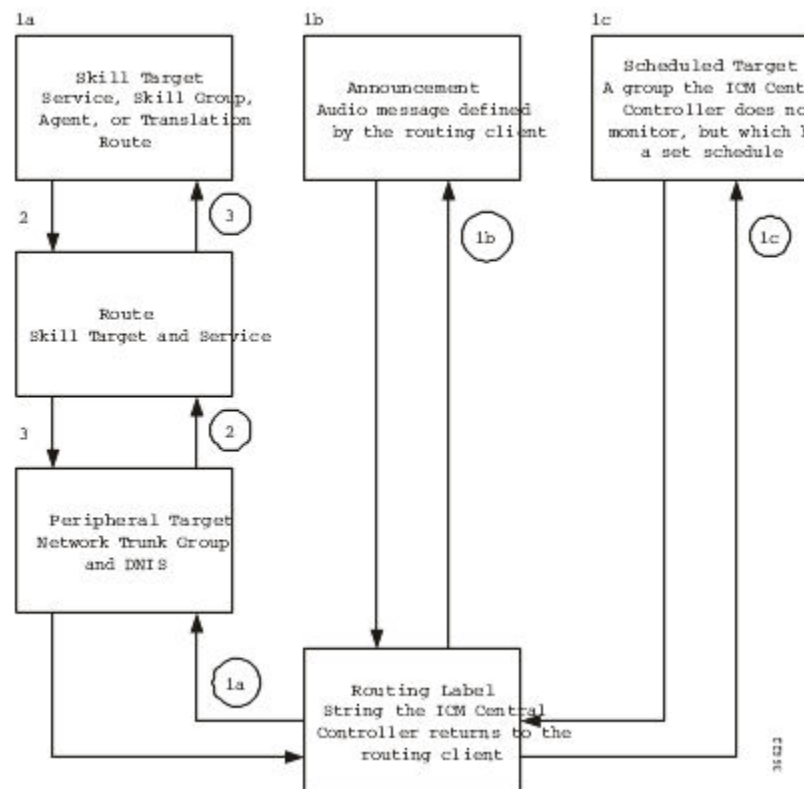 1a
1b
1c
Skill Target
Service, Skill Group,
Agent, or Translation
Route
Announcement
Audio message defined
by the routing client
Scheduled Target
A group the ICM Centr
Controller does no
monitor, but which h
a set schedule
2
3
1b
1c
Route
Skill Target and Service
3
2
Peripheral Target
Network Trunk Group
and DNIS
1a
Routing Label
String the ICM Central
Controller returns to the
routing client